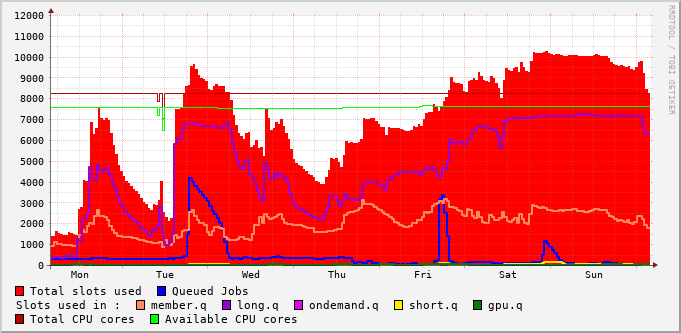 12000
11000
10000
9000
8000
7000
6000
5000
4000
3000
2000
1000
0
Mon Tue Wed Thu Fri Sat Sun
RRDTOOL / TOBI OETIKER
Total slots used Queued Jobs
Slots used in : member.q long.q ondemand.q short.q gpu.q
Total CPU cores Available CPU cores